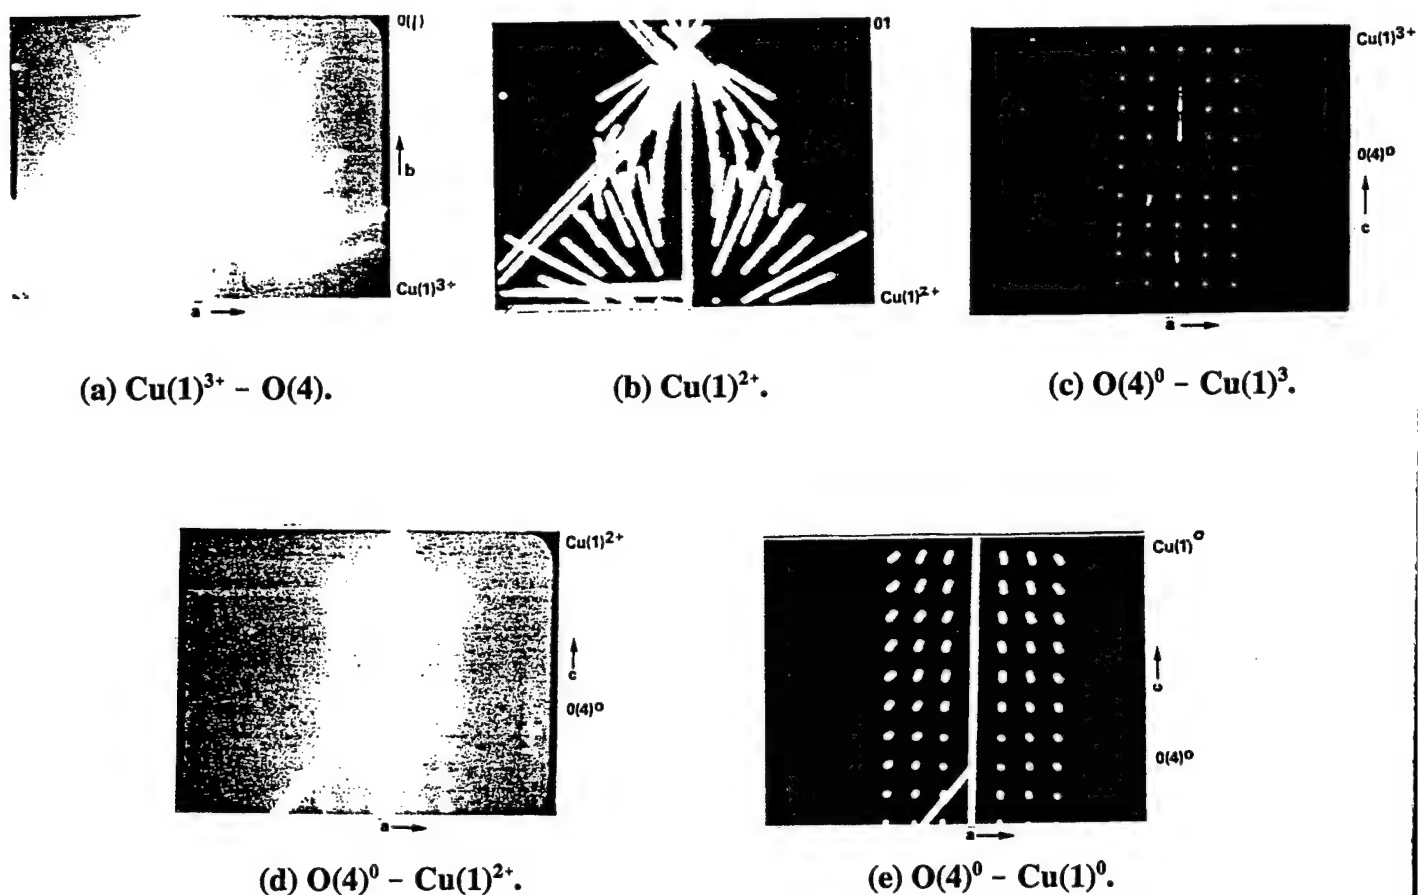 b
Cu(1)³⁺
a
(a) Cu(1)³⁺ – O(4).
01
Cu(1)²⁺
(b) Cu(1)²⁺.
Cu(1)³⁺
O(4)⁰
c
a
(c) O(4)⁰ – Cu(1)³.
Cu(1)²⁺
c
O(4)⁰
a
(d) O(4)⁰ – Cu(1)²⁺.
Cu(1)⁰
c
O(4)⁰
a
(e) O(4)⁰ – Cu(1)⁰.